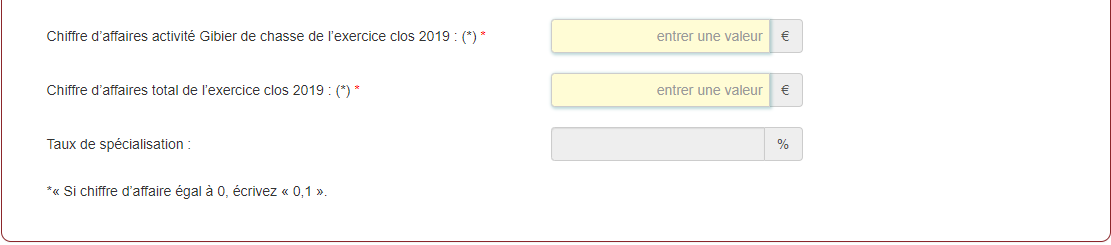 Chiffre d’affaires activité Gibier de chasse de l’exercice clos 2019 : (*) * entrer une valeur €
Chiffre d’affaires total de l’exercice clos 2019 : (*) * entrer une valeur €
Taux de spécialisation : %
*« Si chiffre d’affaire égal à 0, écrivez « 0,1 ».